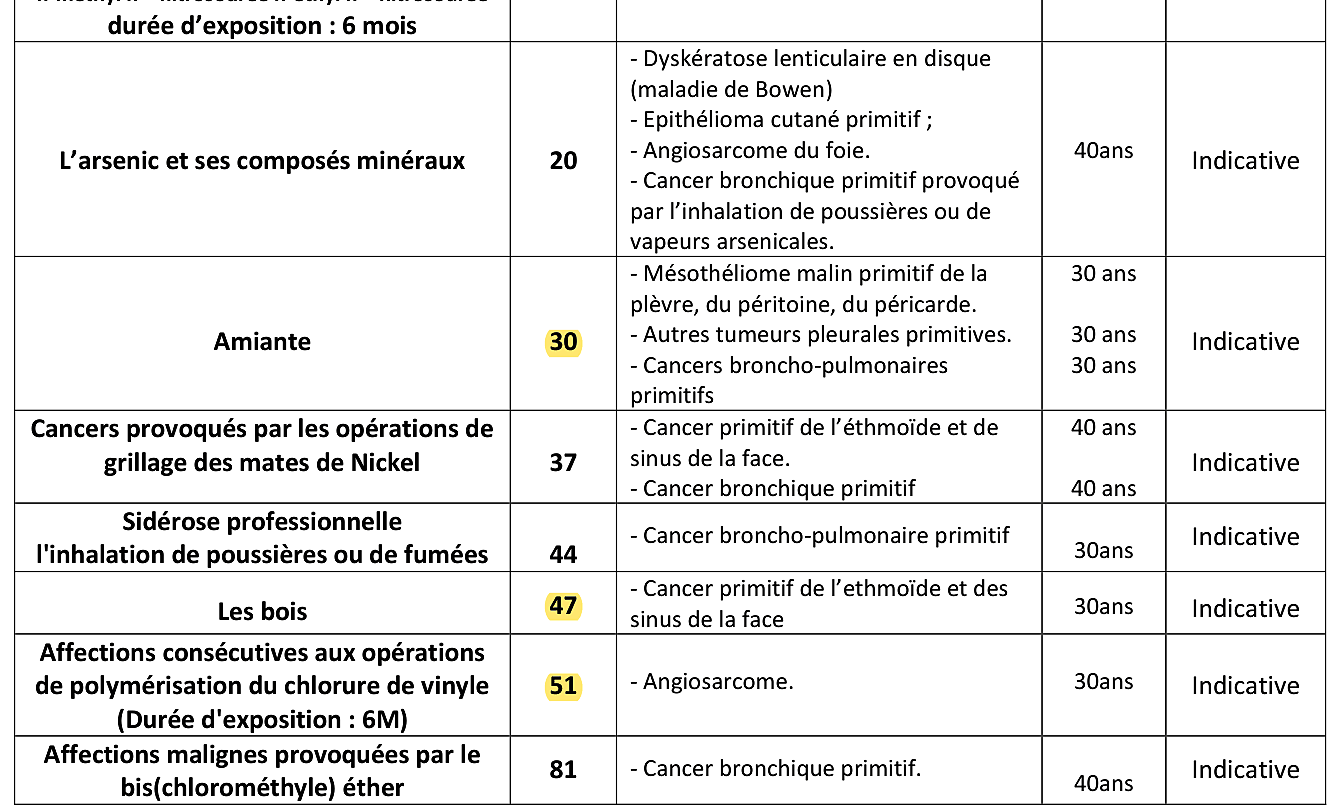 durée d’exposition : 6 mois
L’arsenic et ses composés minéraux
20
- Dyskératose lenticulaire en disque
(maladie de Bowen)
- Epithélioma cutané primitif ;
- Angiosarcome du foie.
- Cancer bronchique primitif provoqué
par l’inhalation de poussières ou de
vapeurs arsenicales.
40ans
Indicative
Amiante
30
- Mésothéliome malin primitif de la
plèvre, du péritoine, du péricarde.
- Autres tumeurs pleurales primitives.
- Cancers broncho-pulmonaires
primitifs
30 ans
30 ans
30 ans
Indicative
Cancers provoqués par les opérations de
grillage des mates de Nickel
37
- Cancer primitif de l’éthmoïde et de
sinus de la face.
- Cancer bronchique primitif
40 ans
40 ans
Indicative
Sidérose professionnelle
l'inhalation de poussières ou de fumées
44
- Cancer broncho-pulmonaire primitif
30ans
Indicative
Les bois
47
- Cancer primitif de l’ethmoïde et des
sinus de la face
30ans
Indicative
Affections consécutives aux opérations
de polymérisation du chlorure de vinyle
(Durée d'exposition : 6M)
51
- Angiosarcome.
30ans
Indicative
Affections malignes provoquées par le
bis(chlorométhyle) éther
81
- Cancer bronchique primitif.
40ans
Indicative